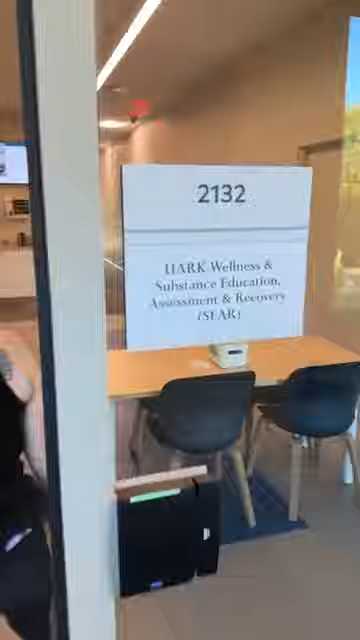 2132
HARK Wellness &
Substance Education,
Assessment & Recovery
(SEAR)